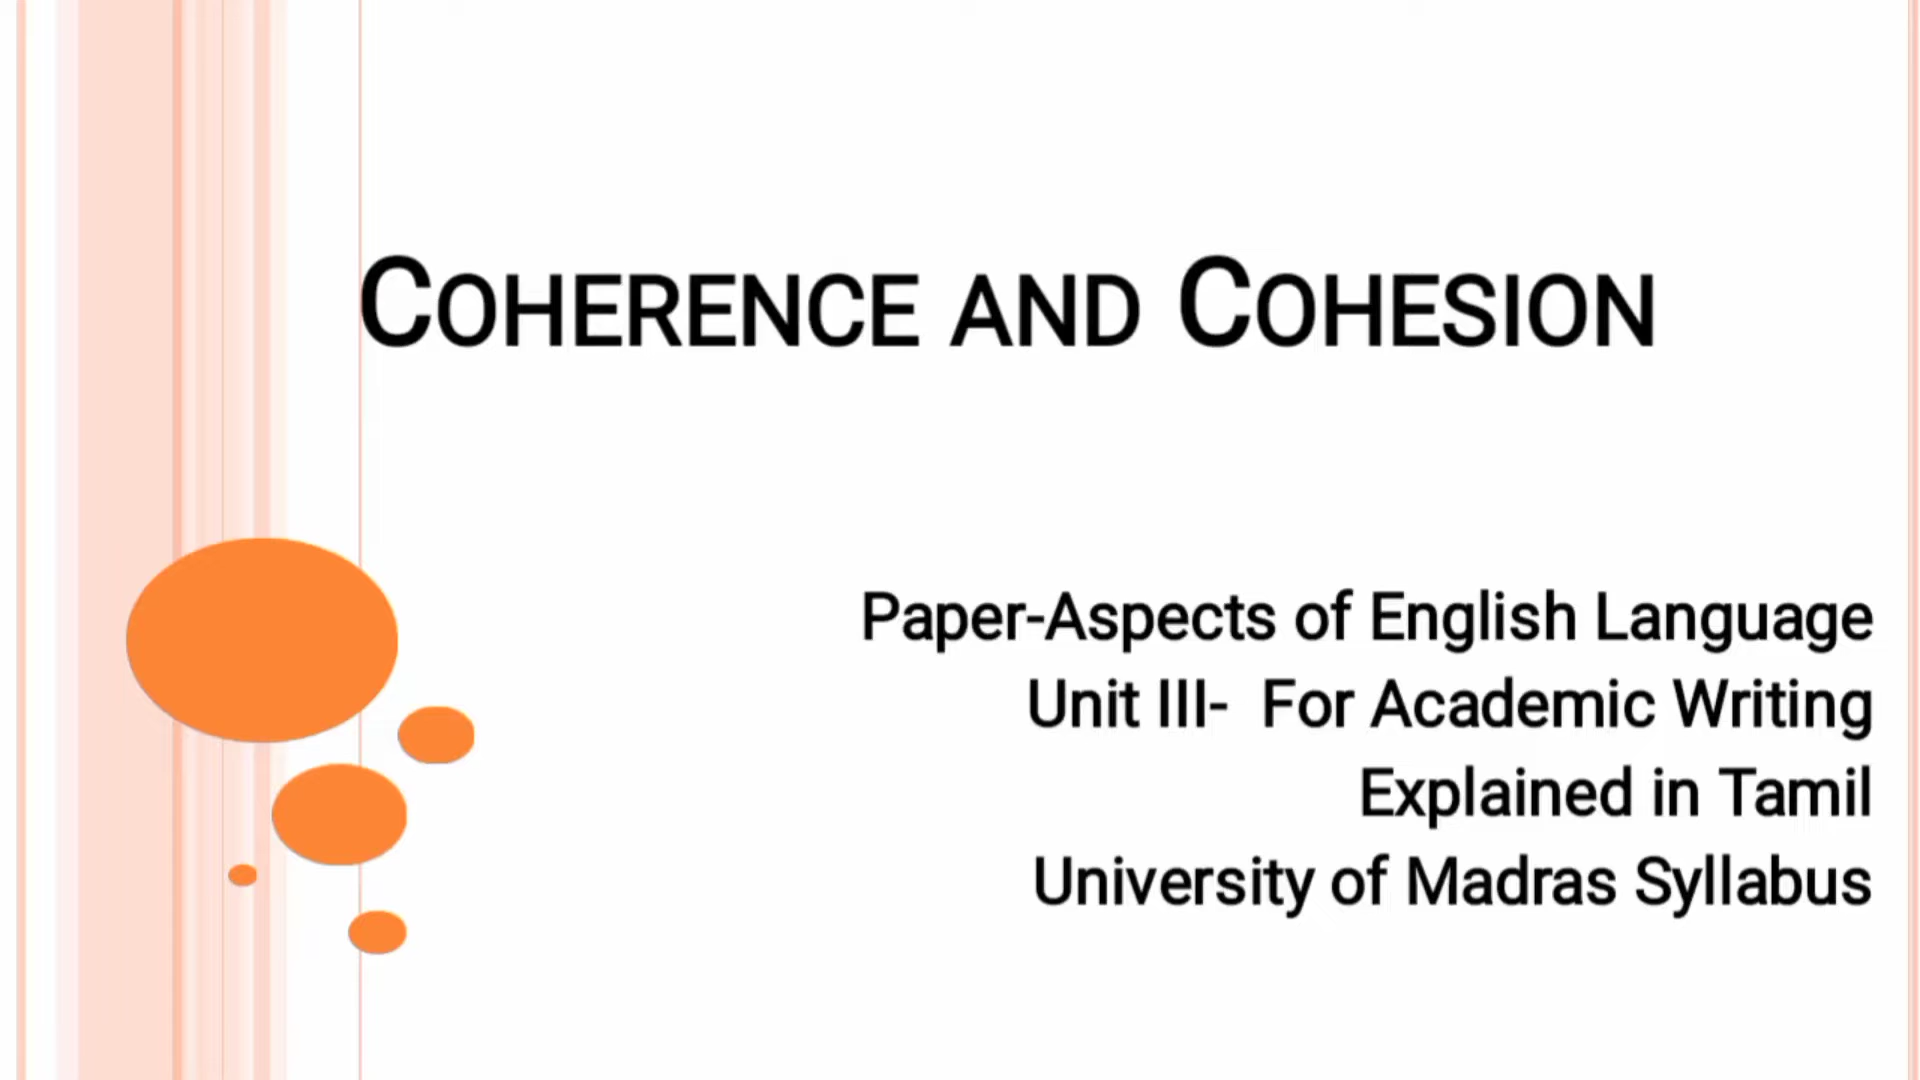 COHERENCE AND COHESION
Paper-Aspects of English Language
Unit III-  For Academic Writing
Explained in Tamil
University of Madras Syllabus